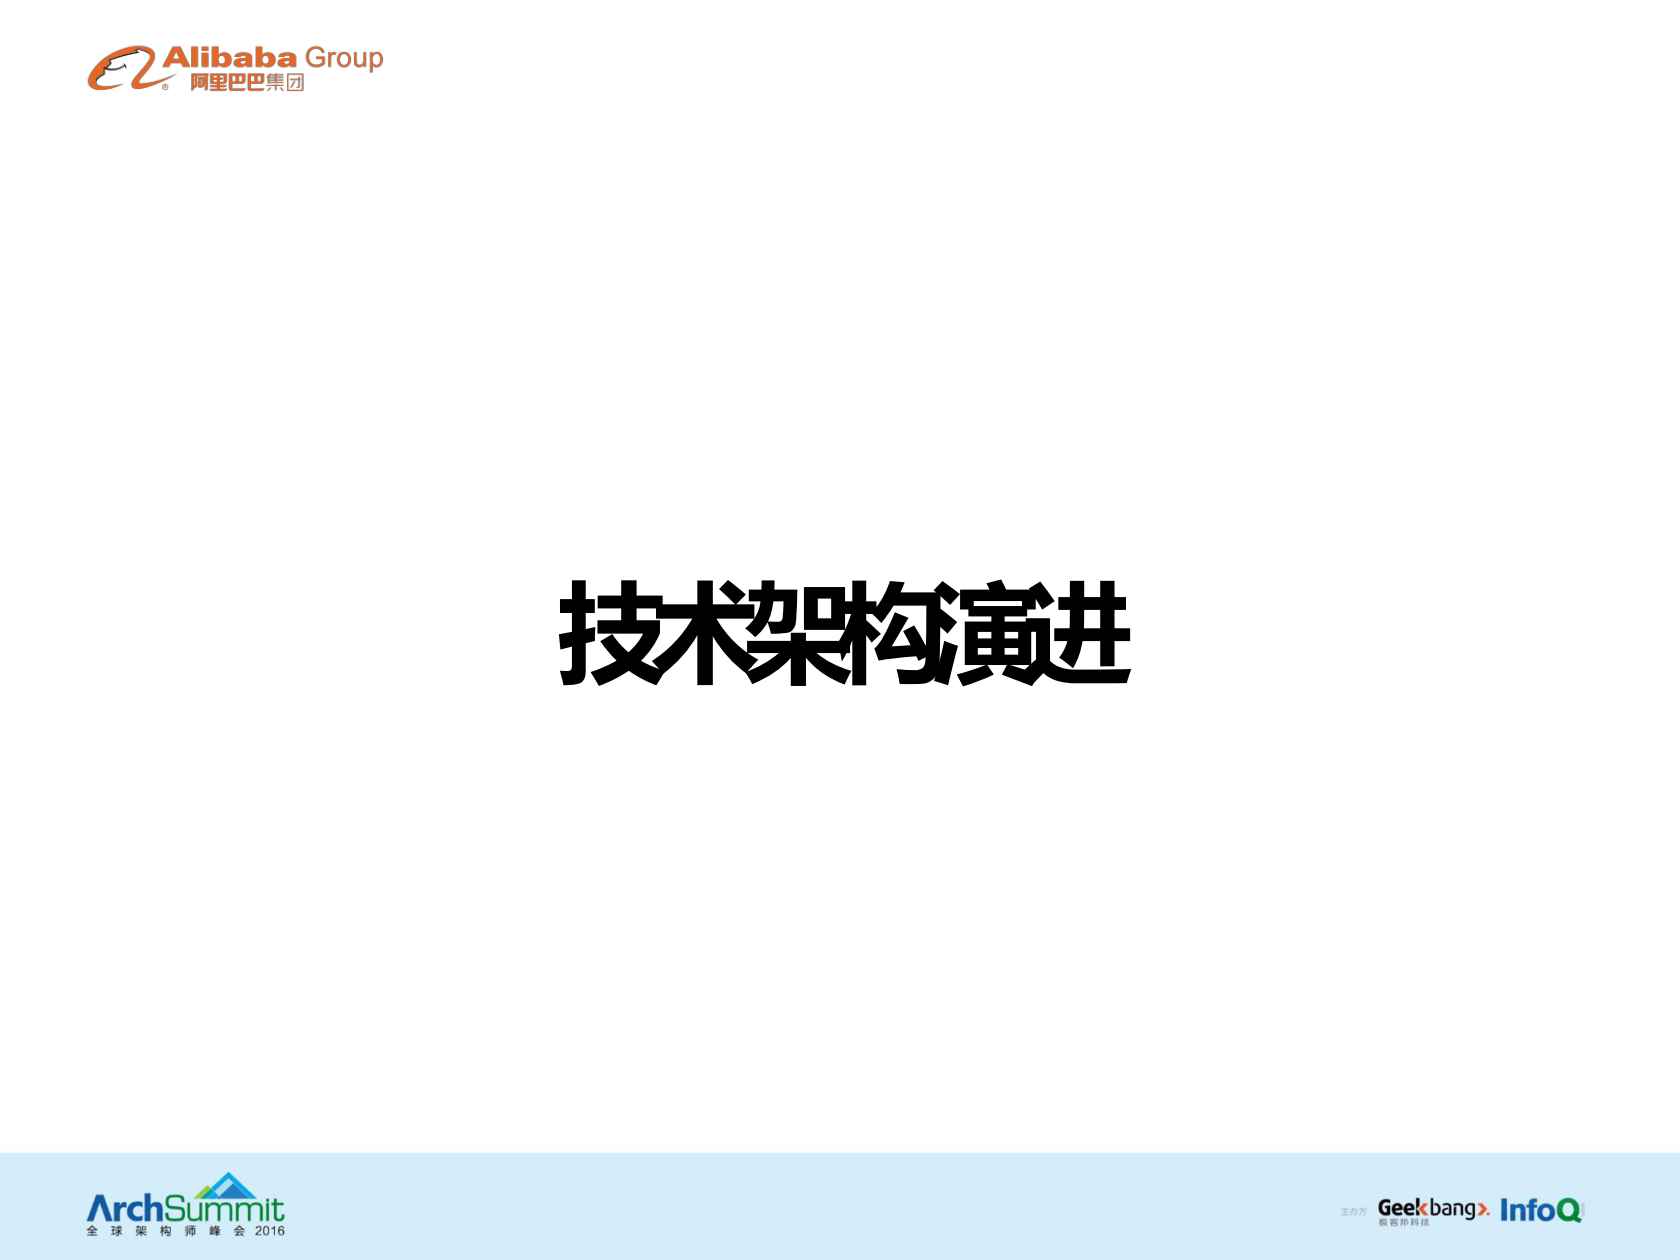 Alibaba Group
阿里巴巴集团
技术架构演进
ArchSummit
全球架构师峰会 2016
主办方 Geekbang> InfoQ
极客邦科技